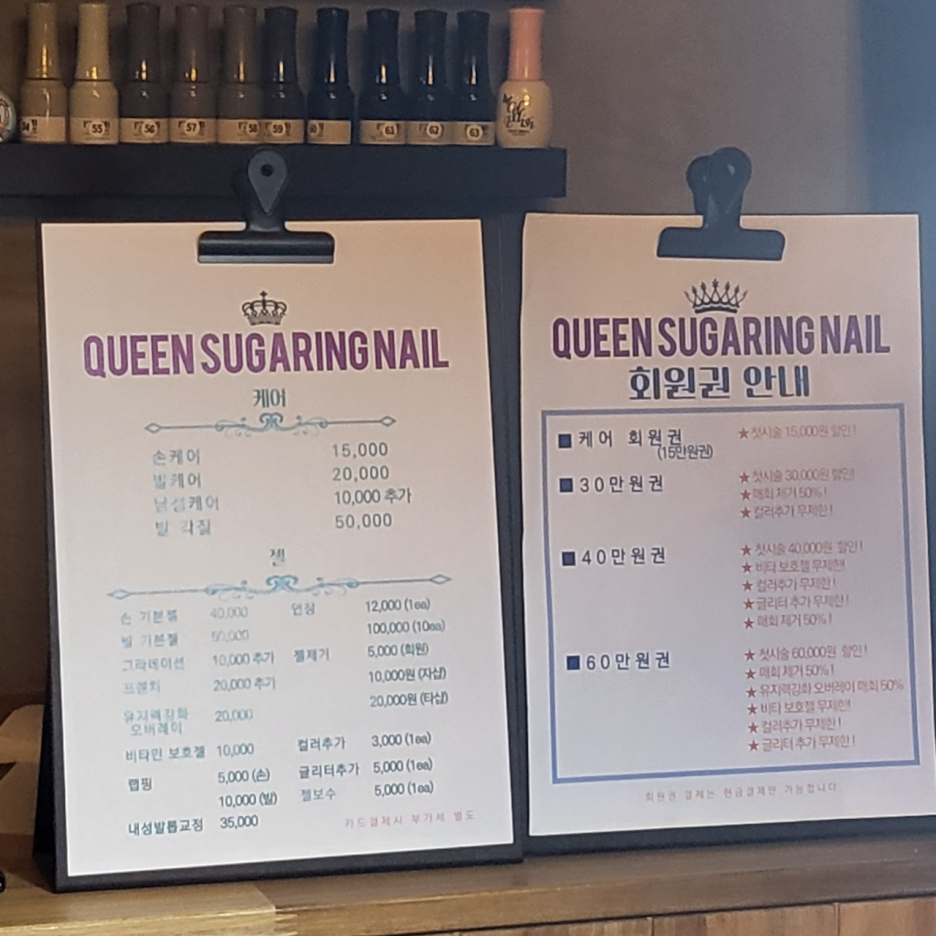 55
56
57
58
59
60
61
62
63
QUEEN SUGARING NAIL
케어
손케어 15,000
발케어 20,000
남성케어 10,000 추가
발 각질 50,000
젤
손 기본젤 40,000 연장 12,000 (1ea)
발 기본젤 50,000 100,000 (10ea)
그라데이션 10,000 추가 젤제거 5,000 (회원)
프렌치 20,000 추가 10,000원 (자샵)
20,000원 (타샵)
유지력강화 20,000
오버레이
비타민 보호젤 10,000 컬러추가 3,000 (1ea)
랩핑 5,000 (손) 글리터추가 5,000 (1ea)
10,000 (발) 젤보수 5,000 (1ea)
내성발톱교정 35,000
카드결제시 부가세 별도
QUEEN SUGARING NAIL
회원권 안내
■ 케어 회원권 ★첫시술 15,000원 할인!
(15만원권)
■ 30만원권 ★첫시술 30,000원 할인!
★매회 제거 50%!
★컬러추가 무제한!
■ 40만원권 ★첫시술 40,000원 할인!
★비타 보호젤 무제한!
★컬러추가 무제한!
★글리터 추가 무제한!
★매회 제거 50%!
■ 60만원권 ★첫시술 60,000원 할인!
★매회 제거 50%!
★유지력강화 오버레이 매회 50%
★비타 보호젤 무제한!
★컬러추가 무제한!
★글리터 추가 무제한!
회원권 결제는 현금결제만 가능합니다